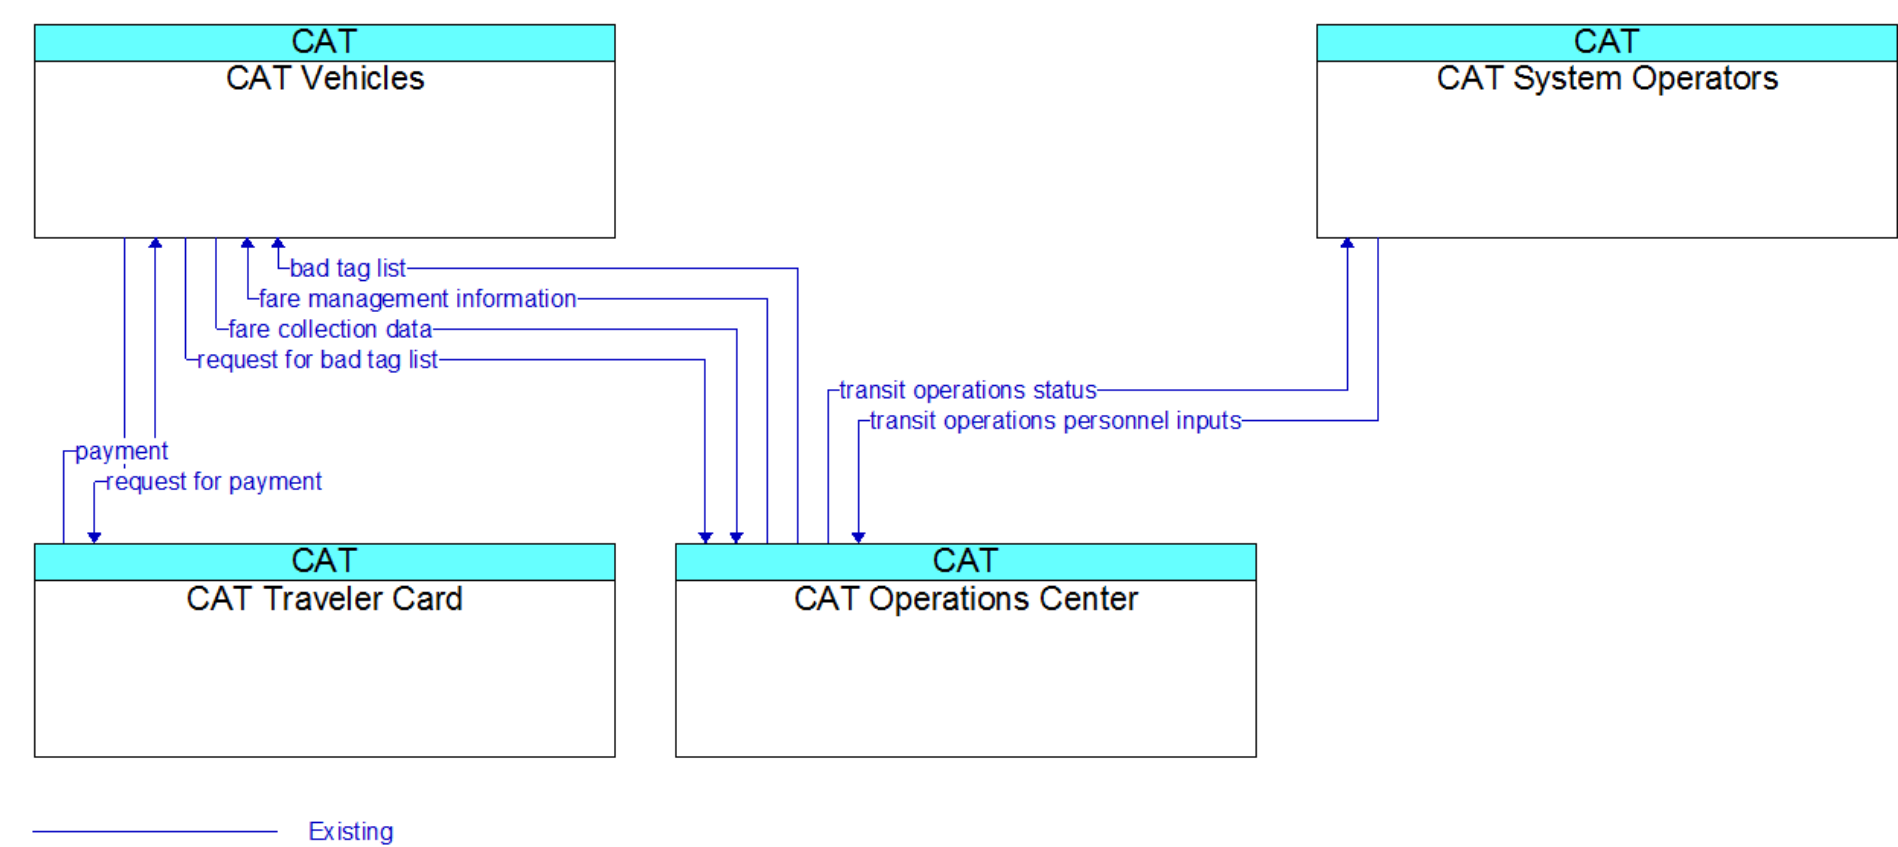 CAT
CAT Vehicles
CAT
CAT System Operators
bad tag list
fare management information
fare collection data
request for bad tag list
transit operations status
transit operations personnel inputs
payment
request for payment
CAT
CAT Traveler Card
CAT
CAT Operations Center
Existing